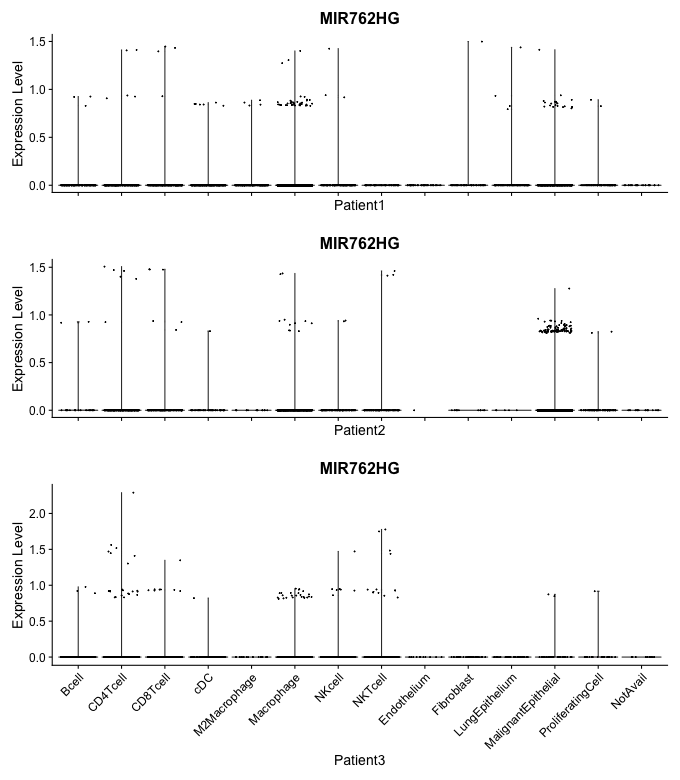 MIR762HG
Expression Level
1.5
1.0
0.5
0.0
Patient1
MIR762HG
Expression Level
1.5
1.0
0.5
0.0
Patient2
MIR762HG
Expression Level
2.0
1.5
1.0
0.5
0.0
Bcell
CD4Tcell
CD8Tcell
cDC
M2Macrophage
Macrophage
NKcell
NKTcell
Endothelium
Fibroblast
LungEpithelium
MalignantEpithelial
ProliferatingCell
NotAvail
Patient3